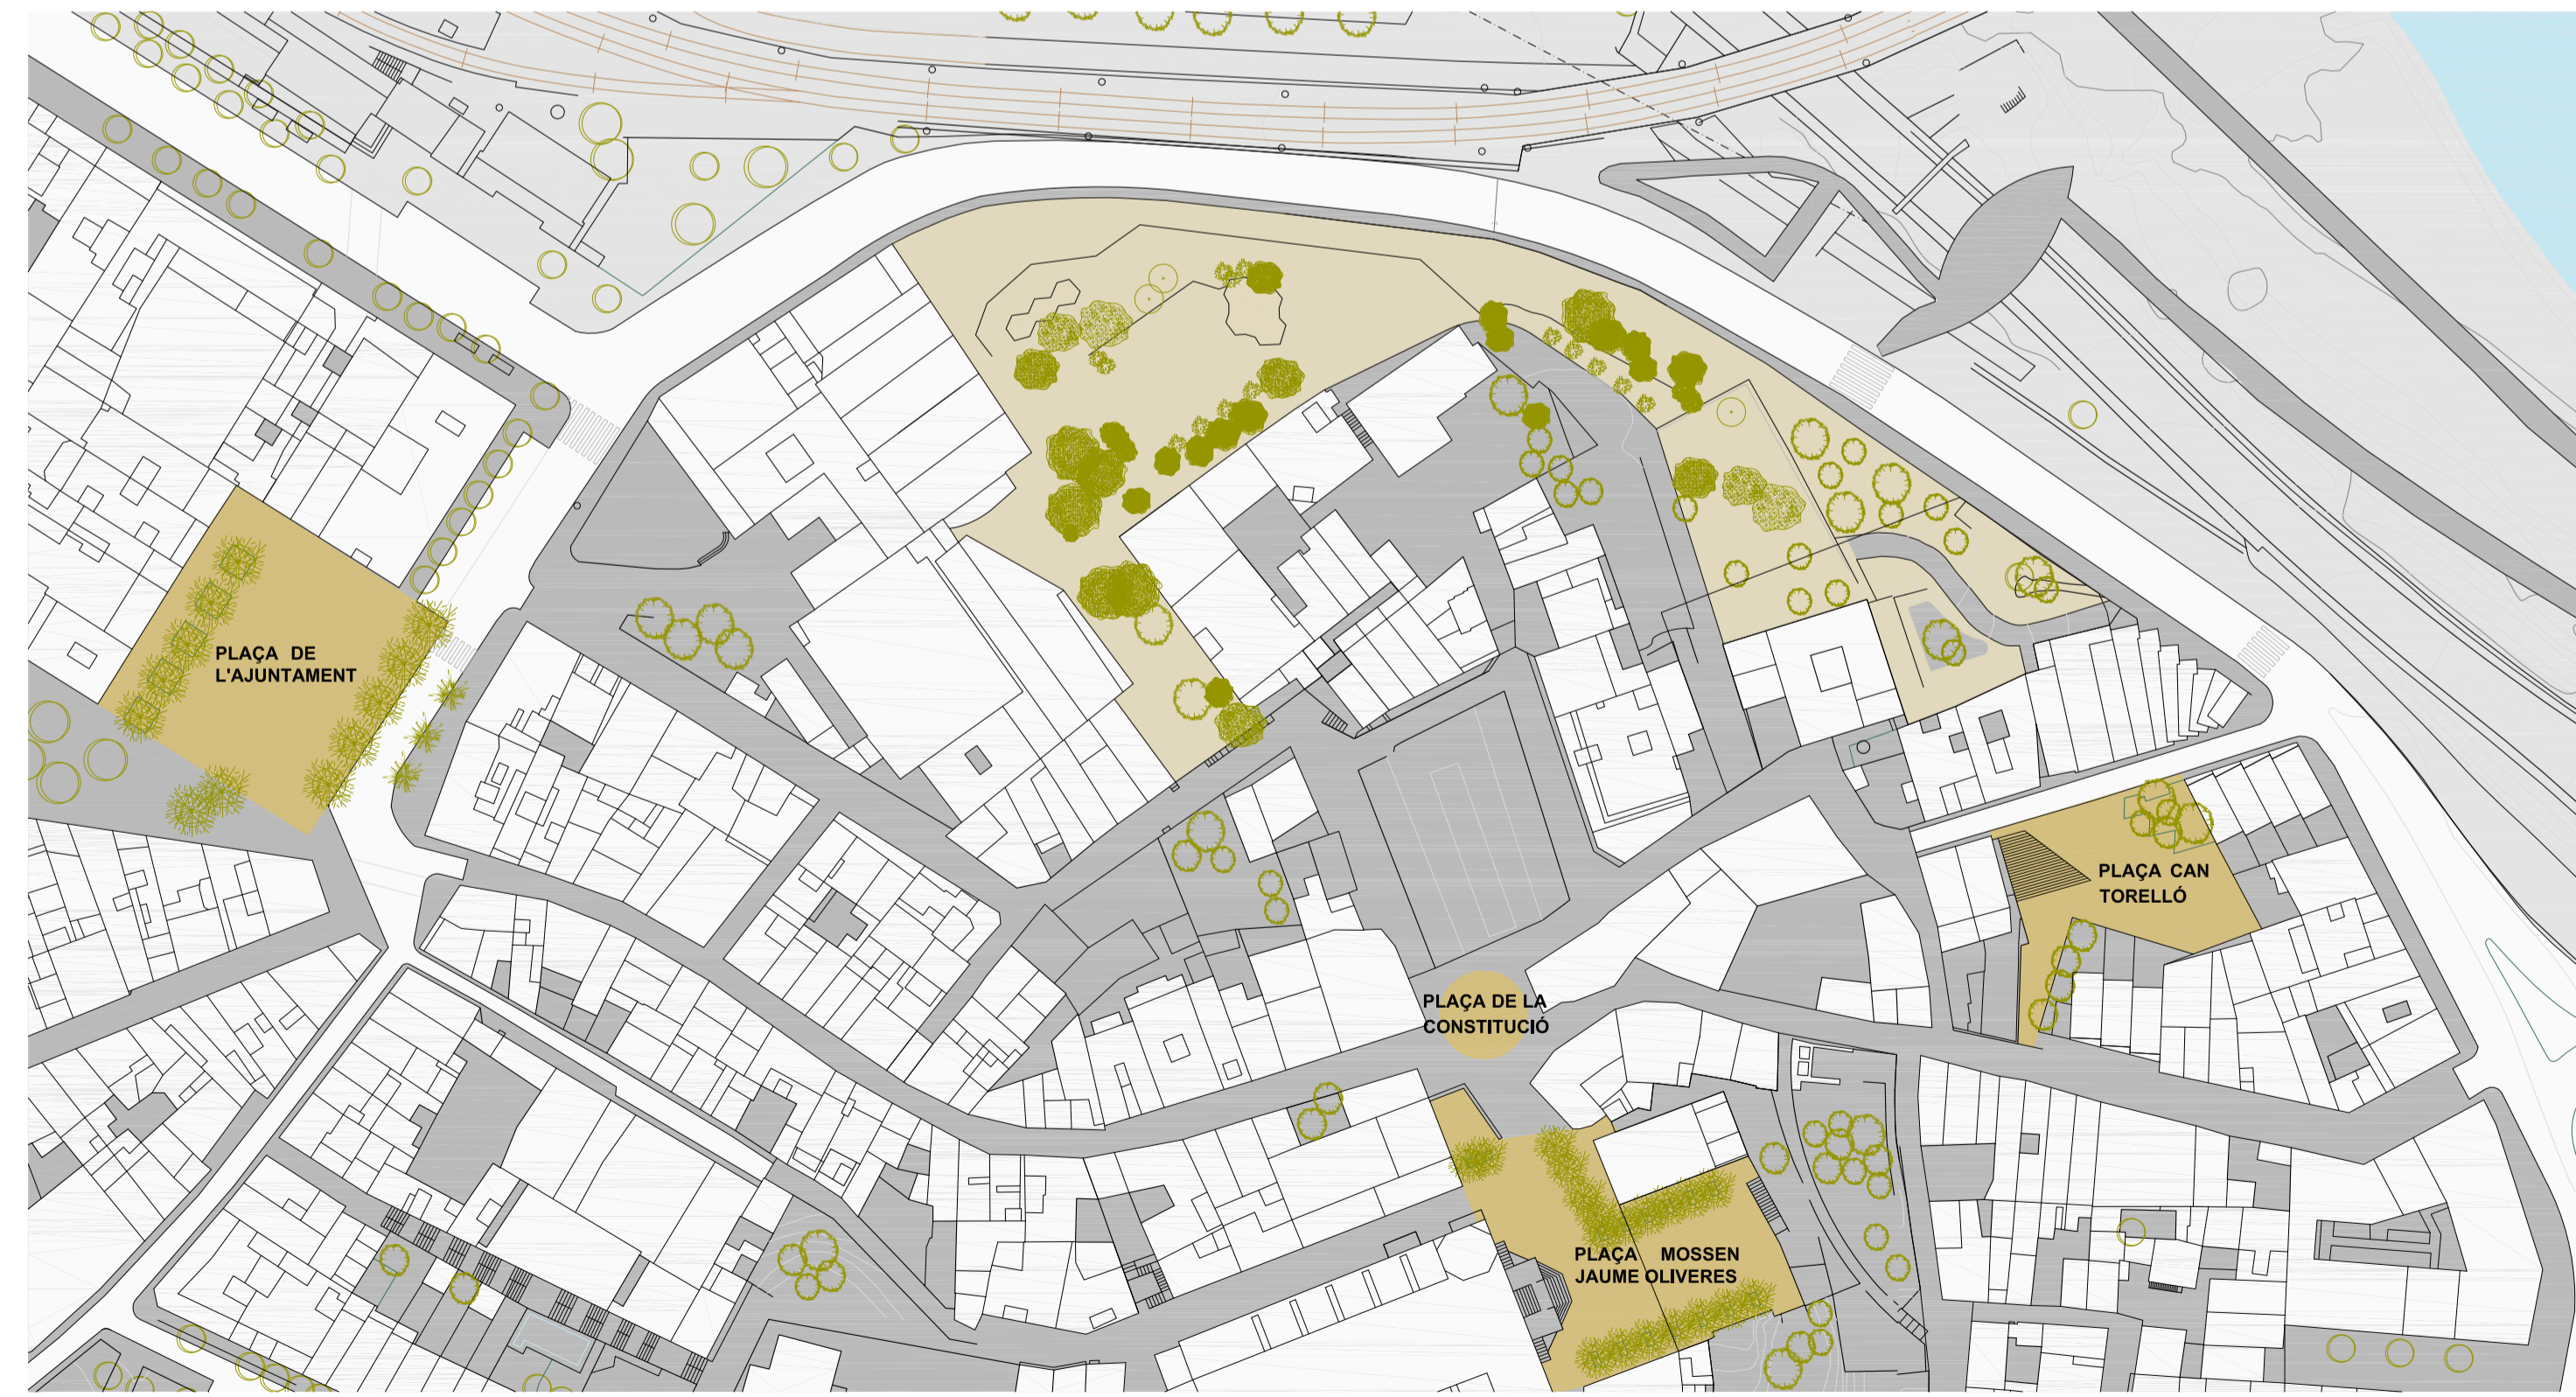 PLAÇA DE
L'AJUNTAMENT
PLAÇA CAN
TORELLÓ
PLAÇA DE LA
CONSTITUCIÓ
PLAÇA MOSSEN
JAUME OLIVERES